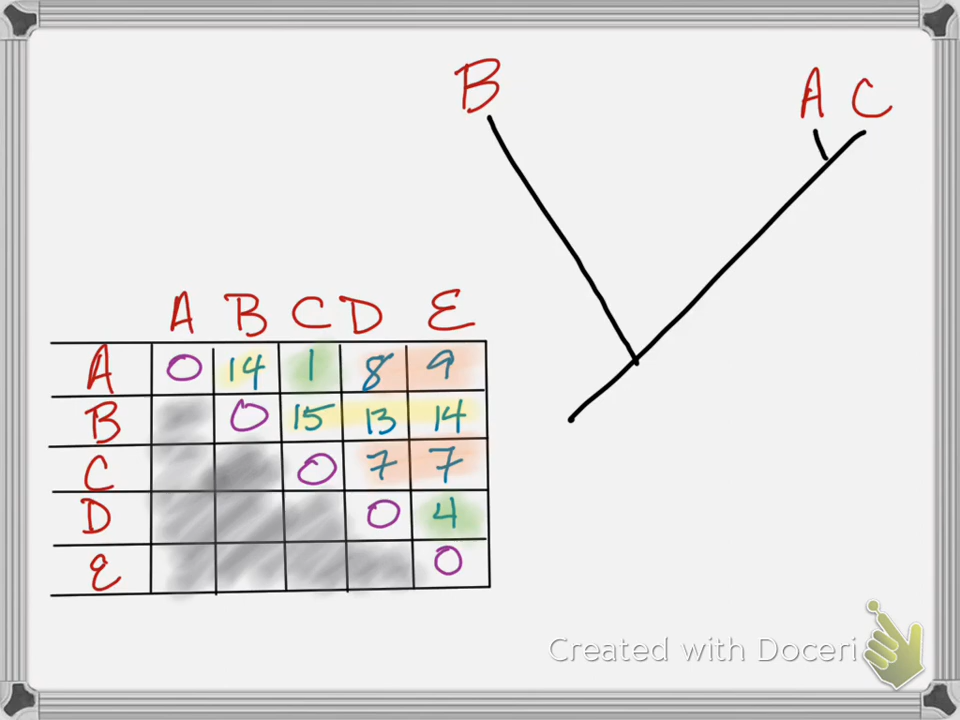 B A C
A B C D E
A 0 14 1 8 9
B 0 15 13 14
C 0 7 7
D 0 4
E 0
Created with Doceri